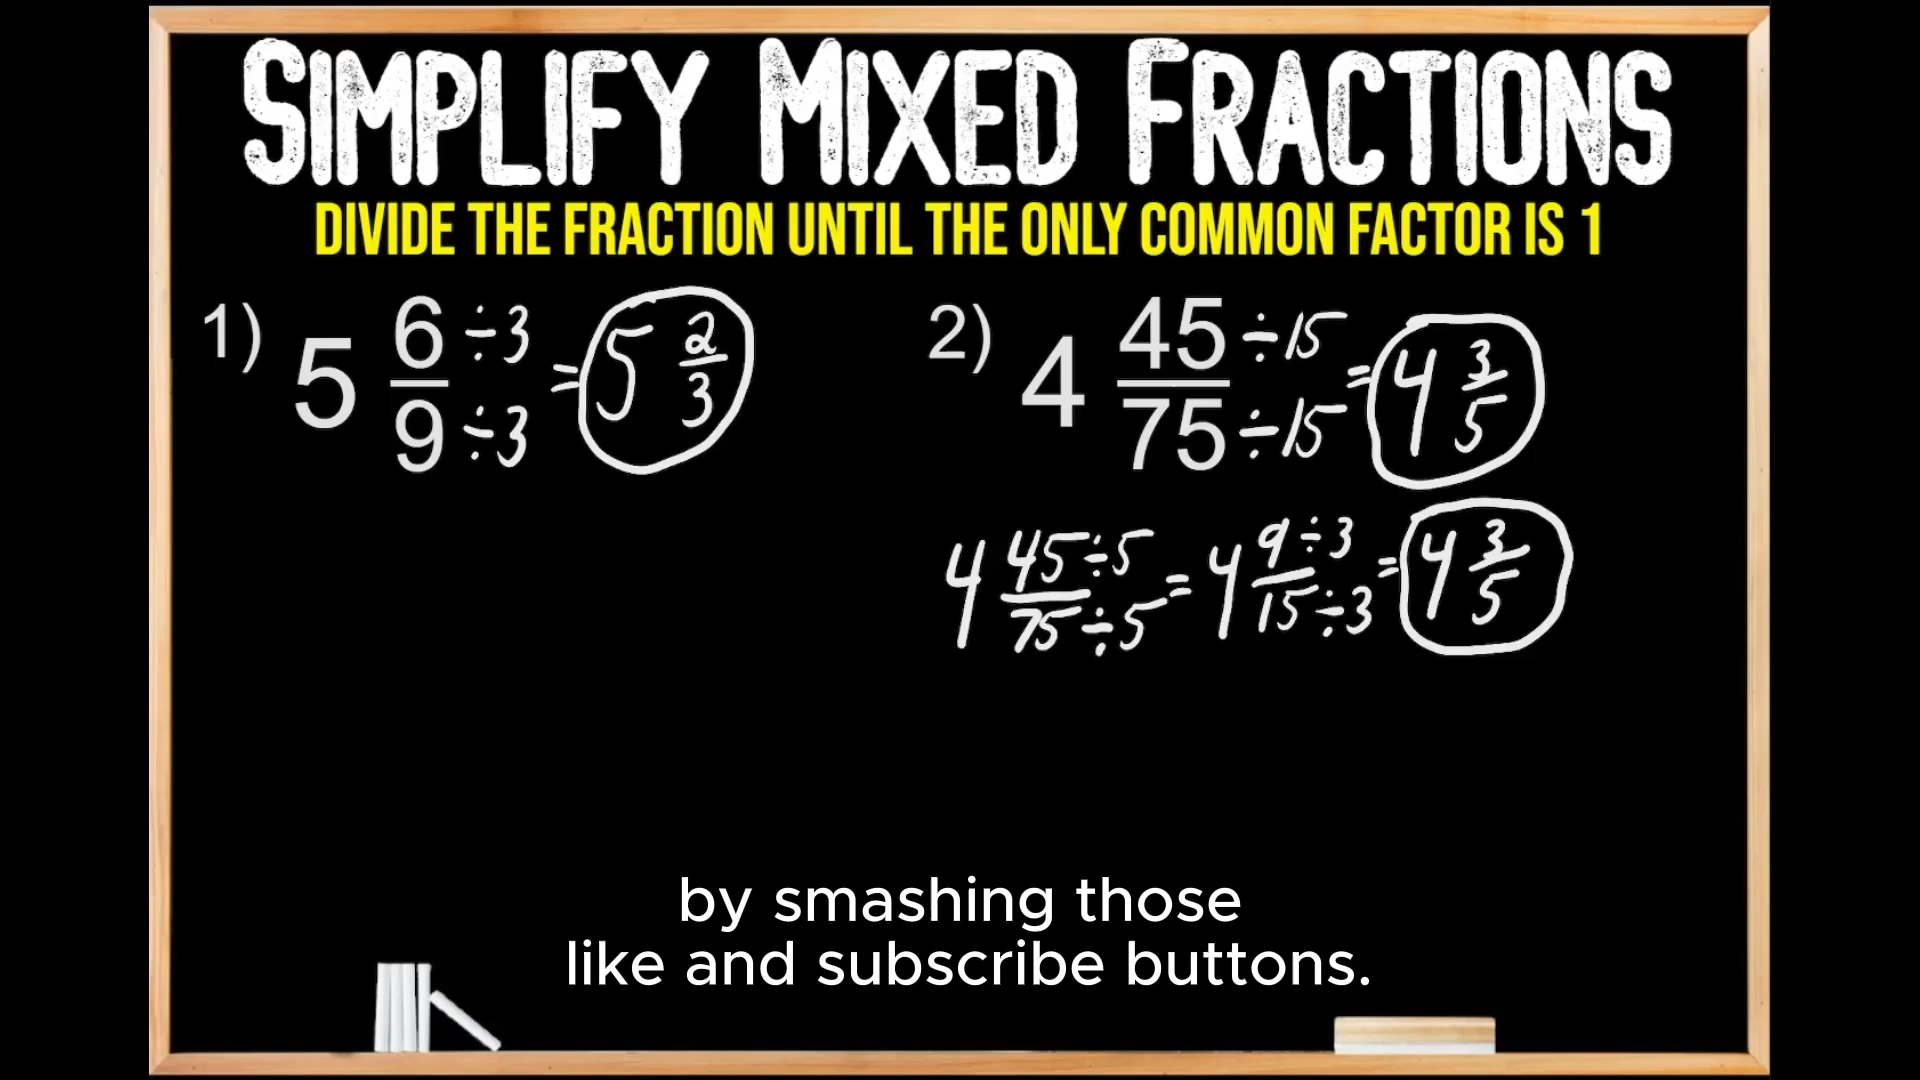 SIMPLIFY MIXED FRACTIONS
DIVIDE THE FRACTION UNTIL THE ONLY COMMON FACTOR IS 1
1) 5 6/9 ÷3 ÷3 = 5 2/3
2) 4 45/75 ÷15 ÷15 = 4 3/5
4 45÷5/75÷5 = 4 9÷3/15÷3 = 4 3/5
by smashing those
like and subscribe buttons.